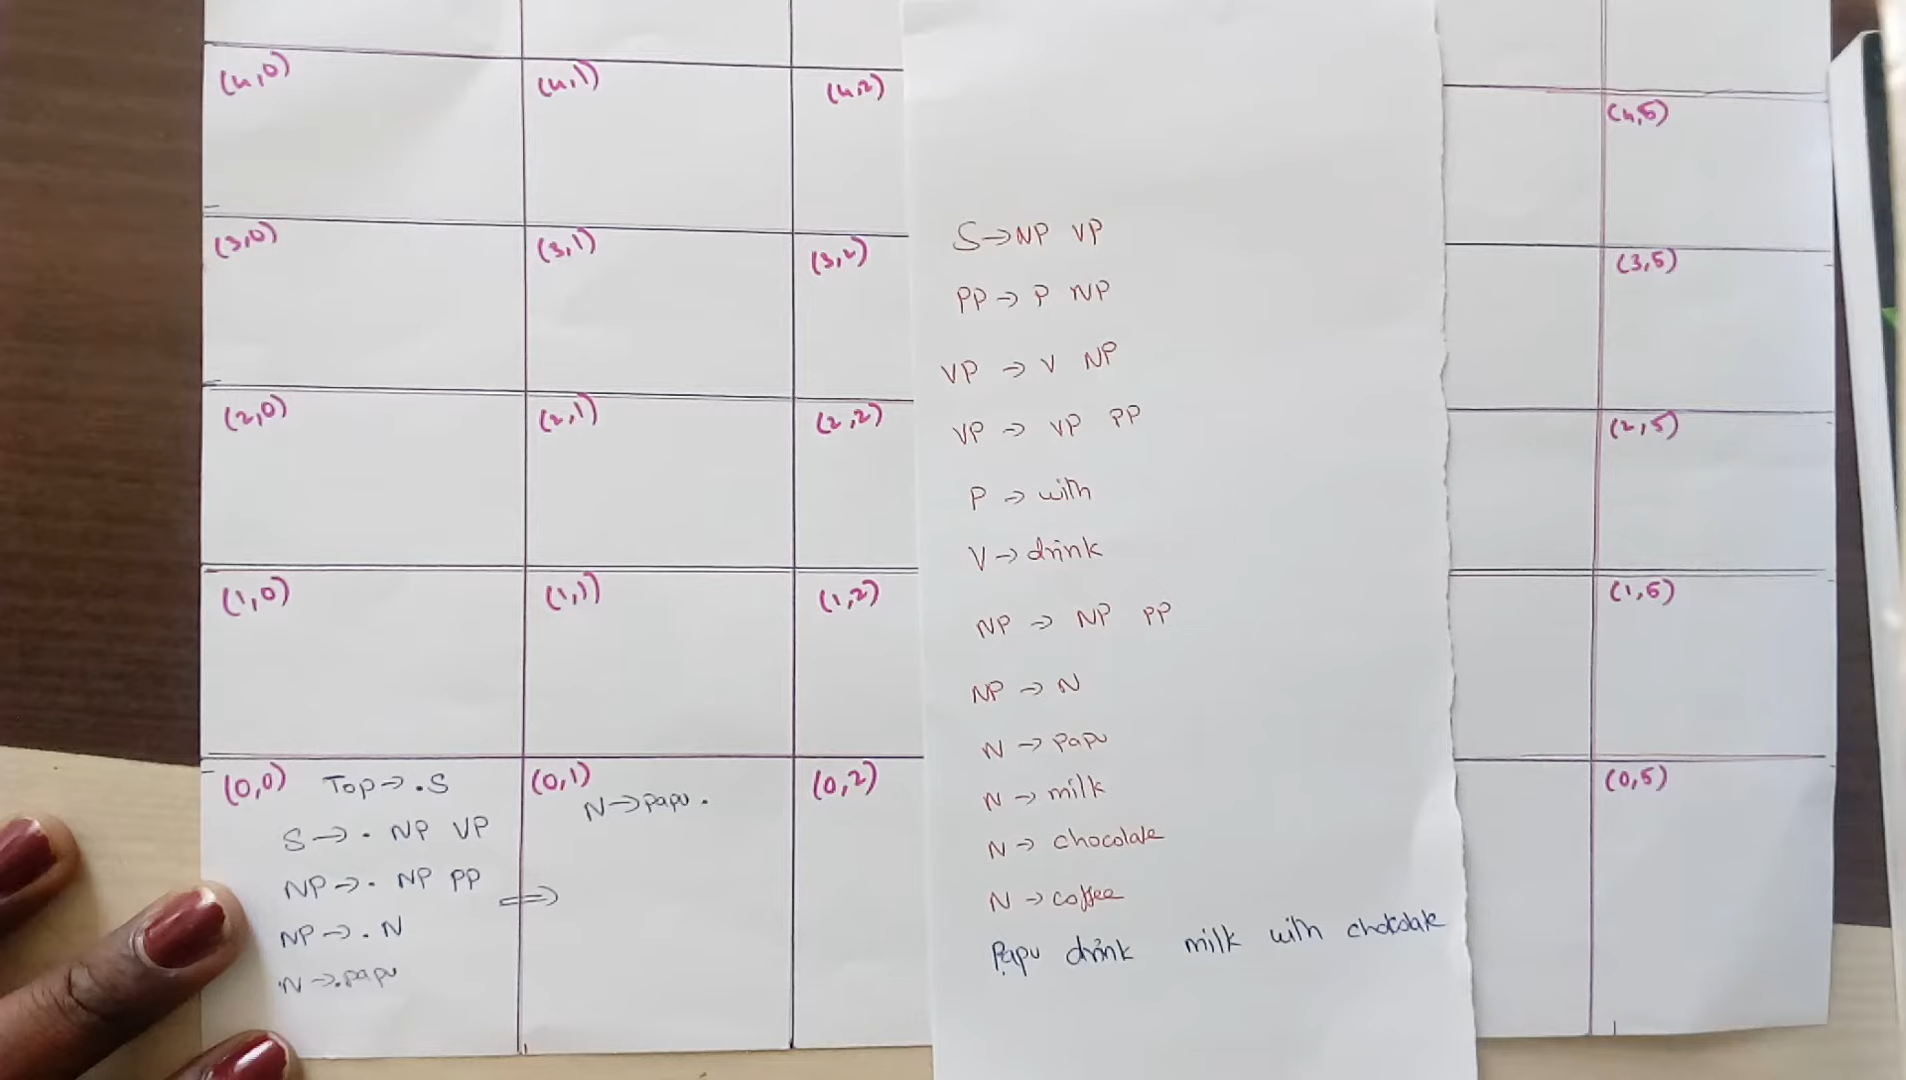 (4,0) (4,1) (4,2) (4,5)
(3,0) (3,1) (3,2) (3,5)
(2,0) (2,1) (2,2) (2,5)
(1,0) (1,1) (1,2) (1,5)
(0,0) Top → .S
S → . NP VP
NP → . NP PP
NP → . N
N → .papu
⇒
(0,1)
N → papu .
(0,2)
S → NP VP
PP → P NP
VP → V NP
VP → VP PP
P → with
V → drink
NP → NP PP
NP → N
N → papu
N → milk
N → chocolate
N → coffee
Papu drink milk with chocolate
(0,5)